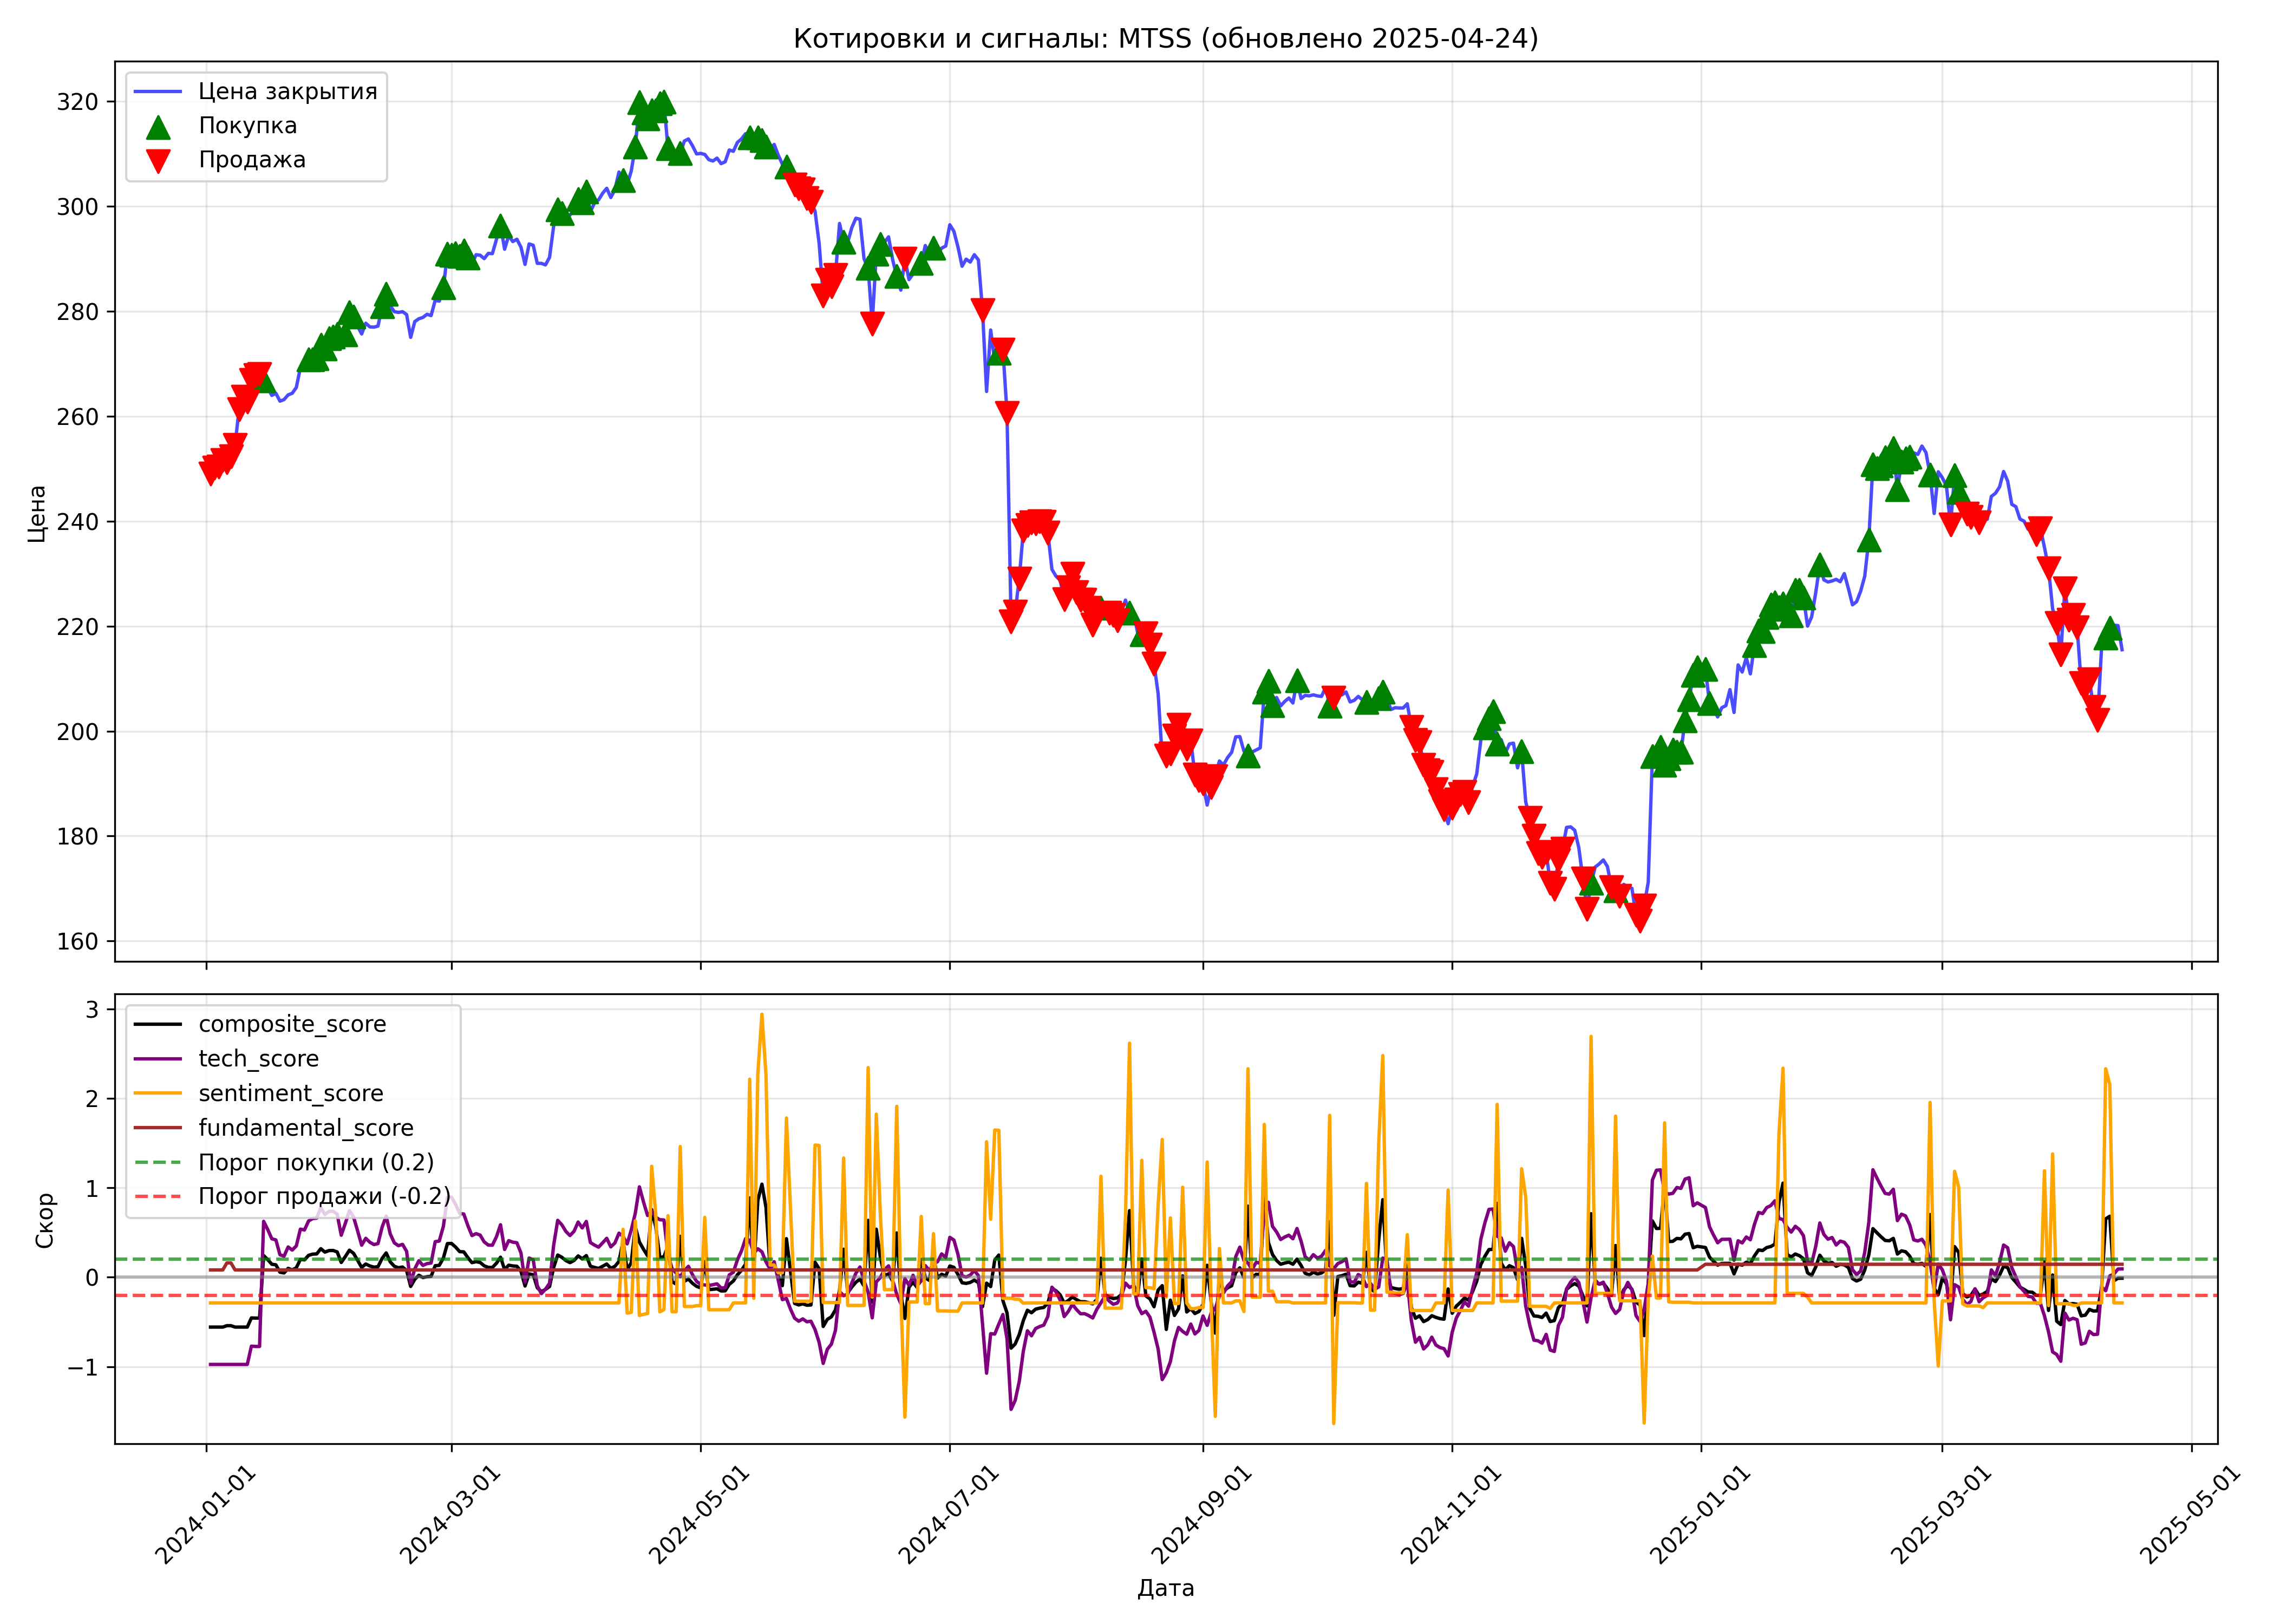 Котировки и сигналы: MTSS (обновлено 2025-04-24)
Цена закрытия
Покупка
Продажа
320
300
280
260
240
220
200
180
160
Цена
composite_score
tech_score
sentiment_score
fundamental_score
Порог покупки (0.2)
Порог продажи (-0.2)
3
2
1
0
−1
Скор
2024-01-01
2024-03-01
2024-05-01
2024-07-01
2024-09-01
2024-11-01
2025-01-01
2025-03-01
2025-05-01
Дата